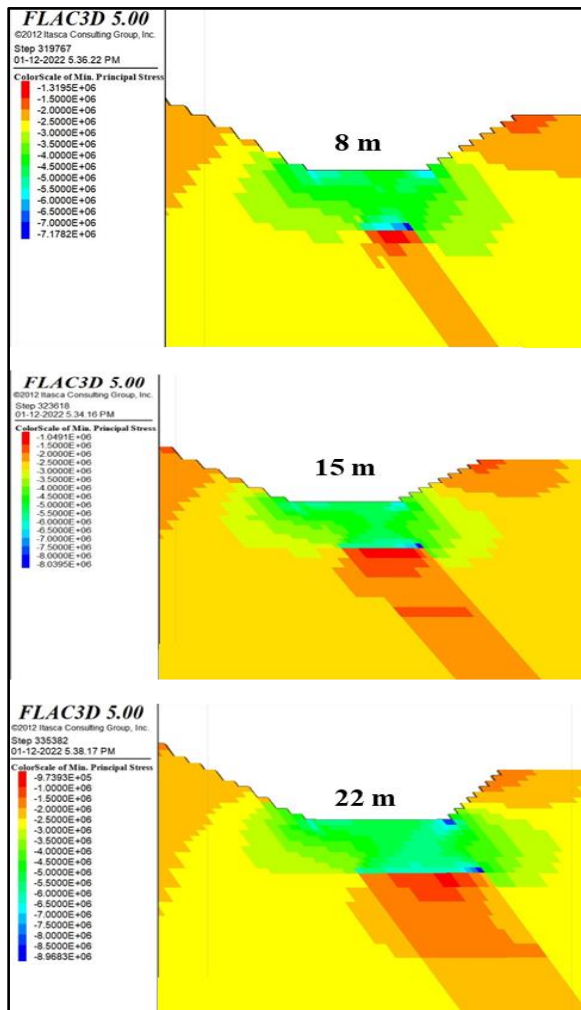 FLAC3D 5.00
©2012 Itasca Consulting Group, Inc.
Step 319767
01-12-2022 5.36.22 PM
ColorScale of Min. Principal Stress
-1.3195E+06
-1.5000E+06
-2.0000E+06
-2.5000E+06
-3.0000E+06
-3.5000E+06
-4.0000E+06
-4.5000E+06
-5.0000E+06
-5.5000E+06
-6.0000E+06
-6.5000E+06
-7.0000E+06
-7.1782E+06
8 m
FLAC3D 5.00
©2012 Itasca Consulting Group, Inc.
Step 323618
01-12-2022 5.34.16 PM
ColorScale of Min. Principal Stress
-1.0491E+06
-1.5000E+06
-2.0000E+06
-2.5000E+06
-3.0000E+06
-3.5000E+06
-4.0000E+06
-4.5000E+06
-5.0000E+06
-5.5000E+06
-6.0000E+06
-6.5000E+06
-7.0000E+06
-7.5000E+06
-8.0000E+06
-8.0395E+06
15 m
FLAC3D 5.00
©2012 Itasca Consulting Group, Inc.
Step 335382
01-12-2022 5.38.17 PM
ColorScale of Min. Principal Stress
-9.7393E+05
-1.0000E+06
-1.5000E+06
-2.0000E+06
-2.5000E+06
-3.0000E+06
-3.5000E+06
-4.0000E+06
-4.5000E+06
-5.0000E+06
-5.5000E+06
-6.0000E+06
-6.5000E+06
-7.0000E+06
-7.5000E+06
-8.0000E+06
-8.5000E+06
-8.9683E+06
22 m